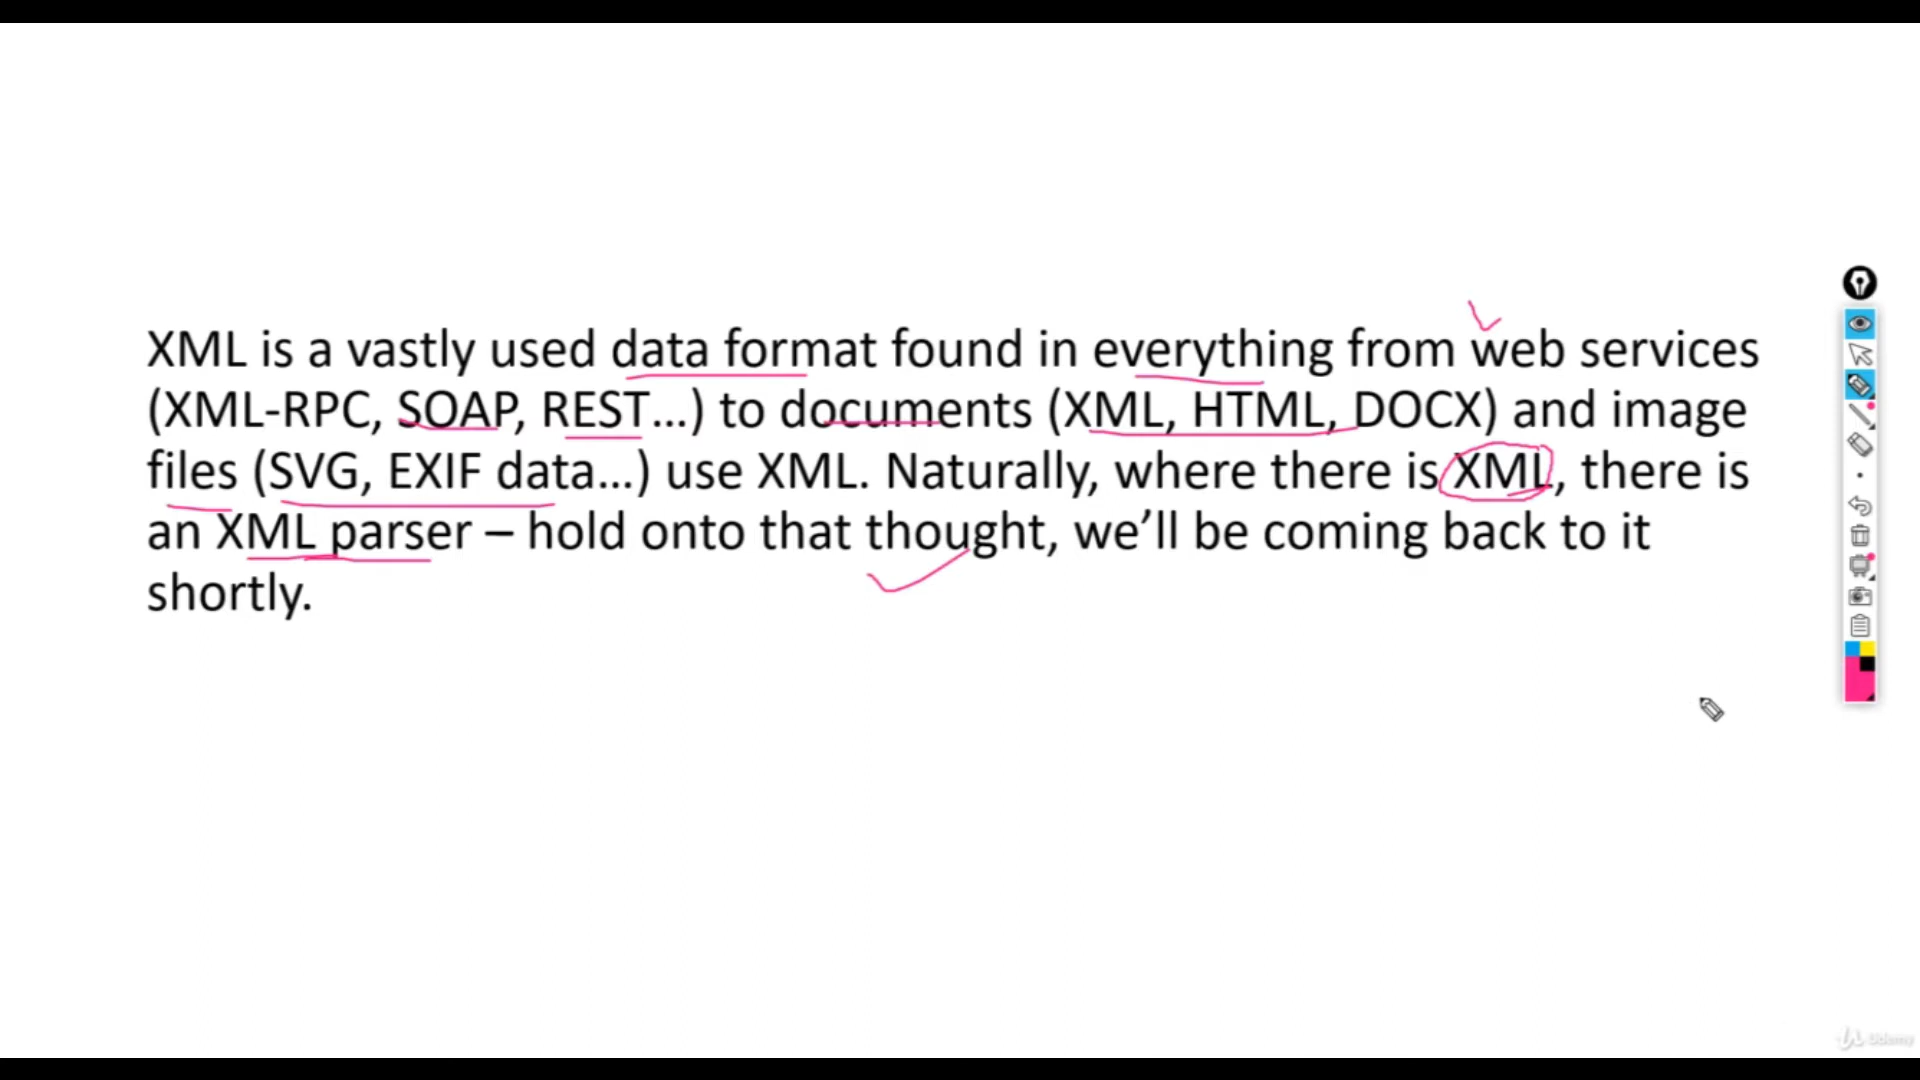 XML is a vastly used data format found in everything from web services
(XML-RPC, SOAP, REST...) to documents (XML, HTML, DOCX) and image
files (SVG, EXIF data...) use XML. Naturally, where there is XML, there is
an XML parser – hold onto that thought, we’ll be coming back to it
shortly.
Udemy